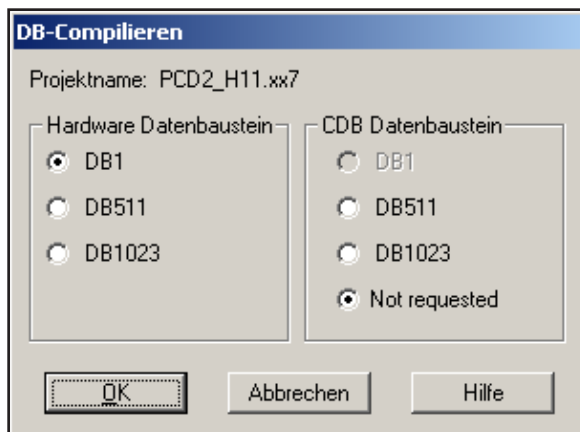 DB-Compilieren
Projektname: PCD2_H11.xx7
Hardware Datenbaustein
DB1
DB511
DB1023
CDB Datenbaustein
DB1
DB511
DB1023
Not requested
OK
Abbrechen
Hilfe